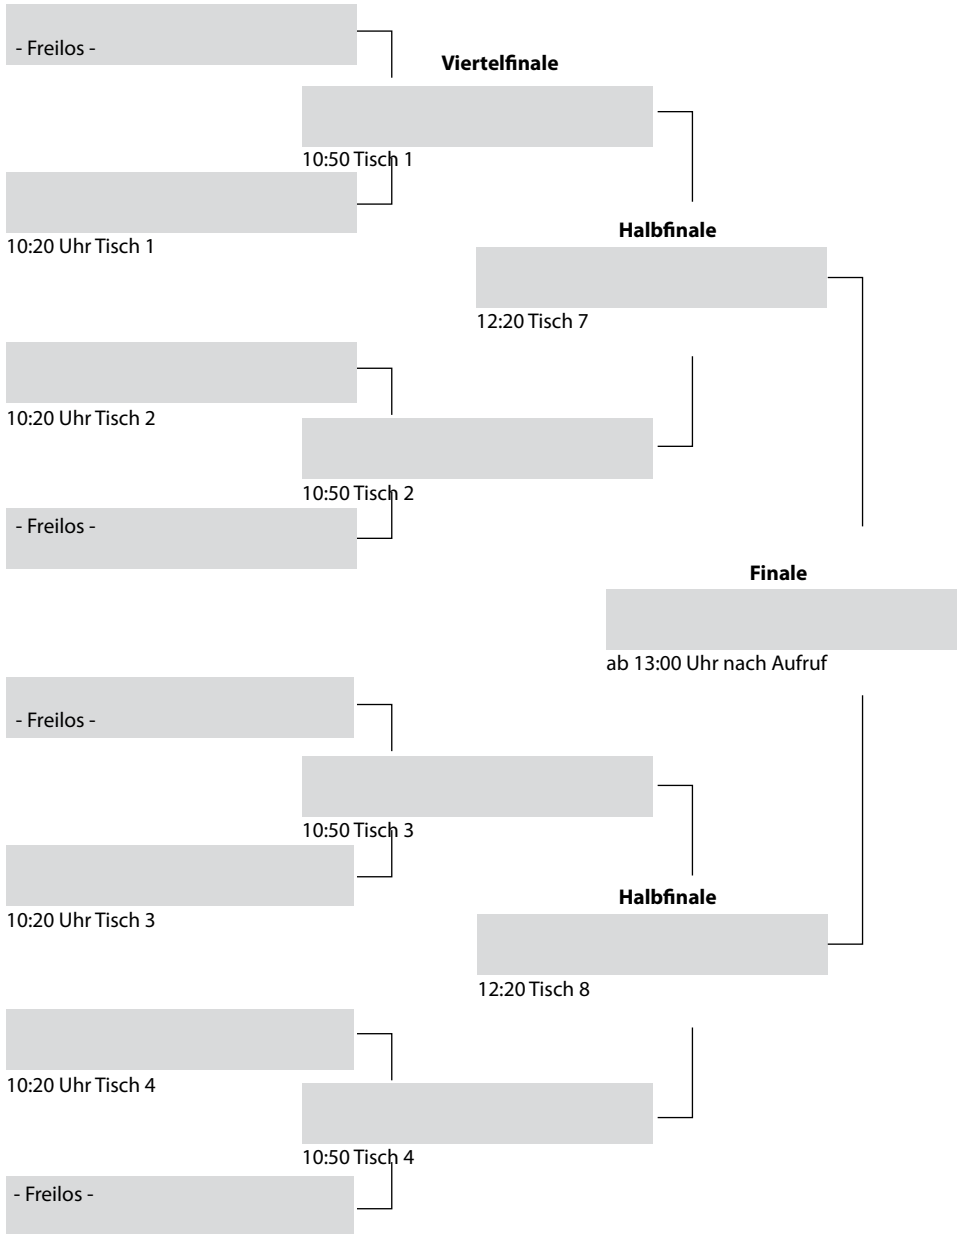 - Freilos -
Viertelfinale
10:50 Tisch 1
10:20 Uhr Tisch 1
Halbfinale
12:20 Tisch 7
10:20 Uhr Tisch 2
10:50 Tisch 2
- Freilos -
Finale
ab 13:00 Uhr nach Aufruf
- Freilos -
10:50 Tisch 3
10:20 Uhr Tisch 3
Halbfinale
12:20 Tisch 8
10:20 Uhr Tisch 4
10:50 Tisch 4
- Freilos -